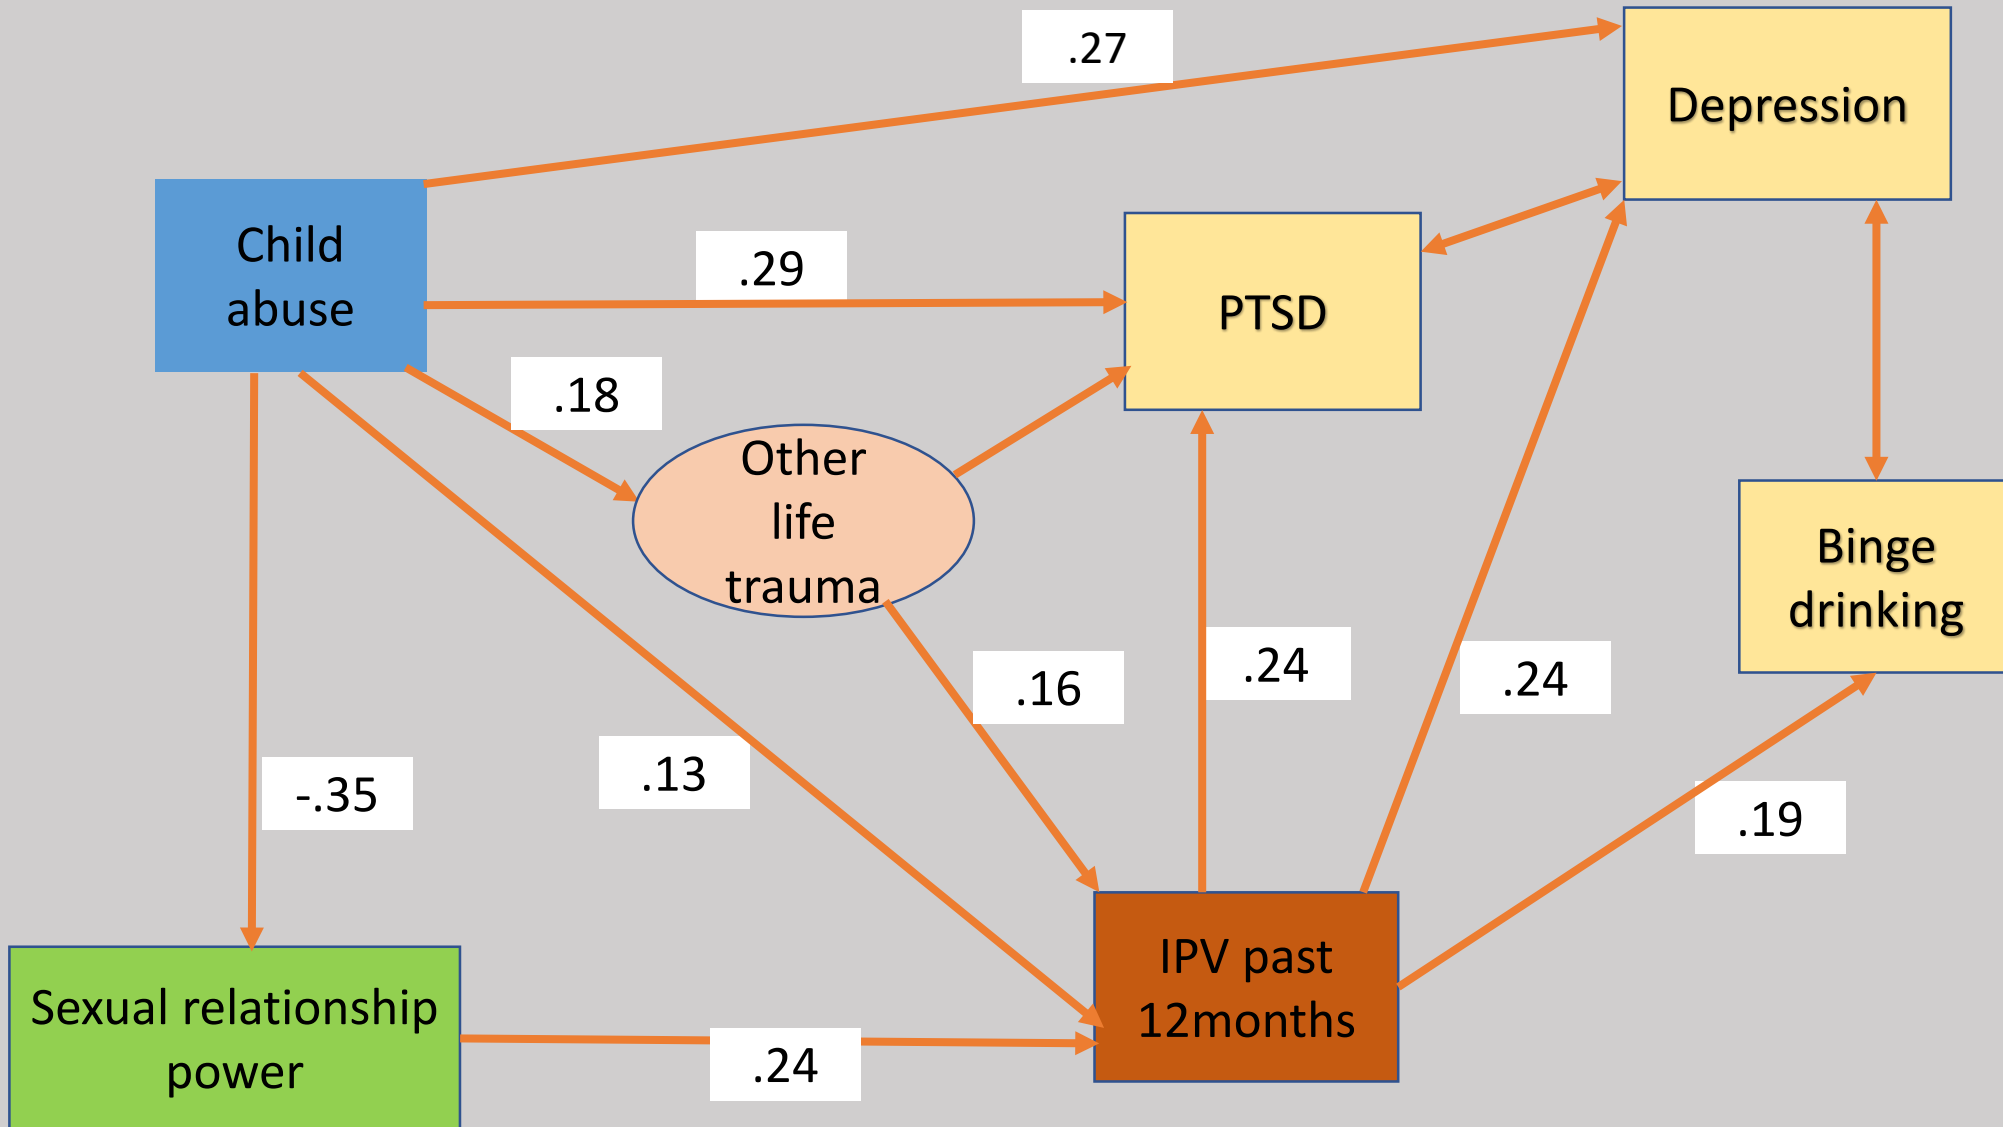 .27
Depression
Child
abuse
.29
PTSD
.18
Other
life
trauma
Binge
drinking
.16
.24
.24
.13
-.35
.19
IPV past
12months
Sexual relationship
power
.24